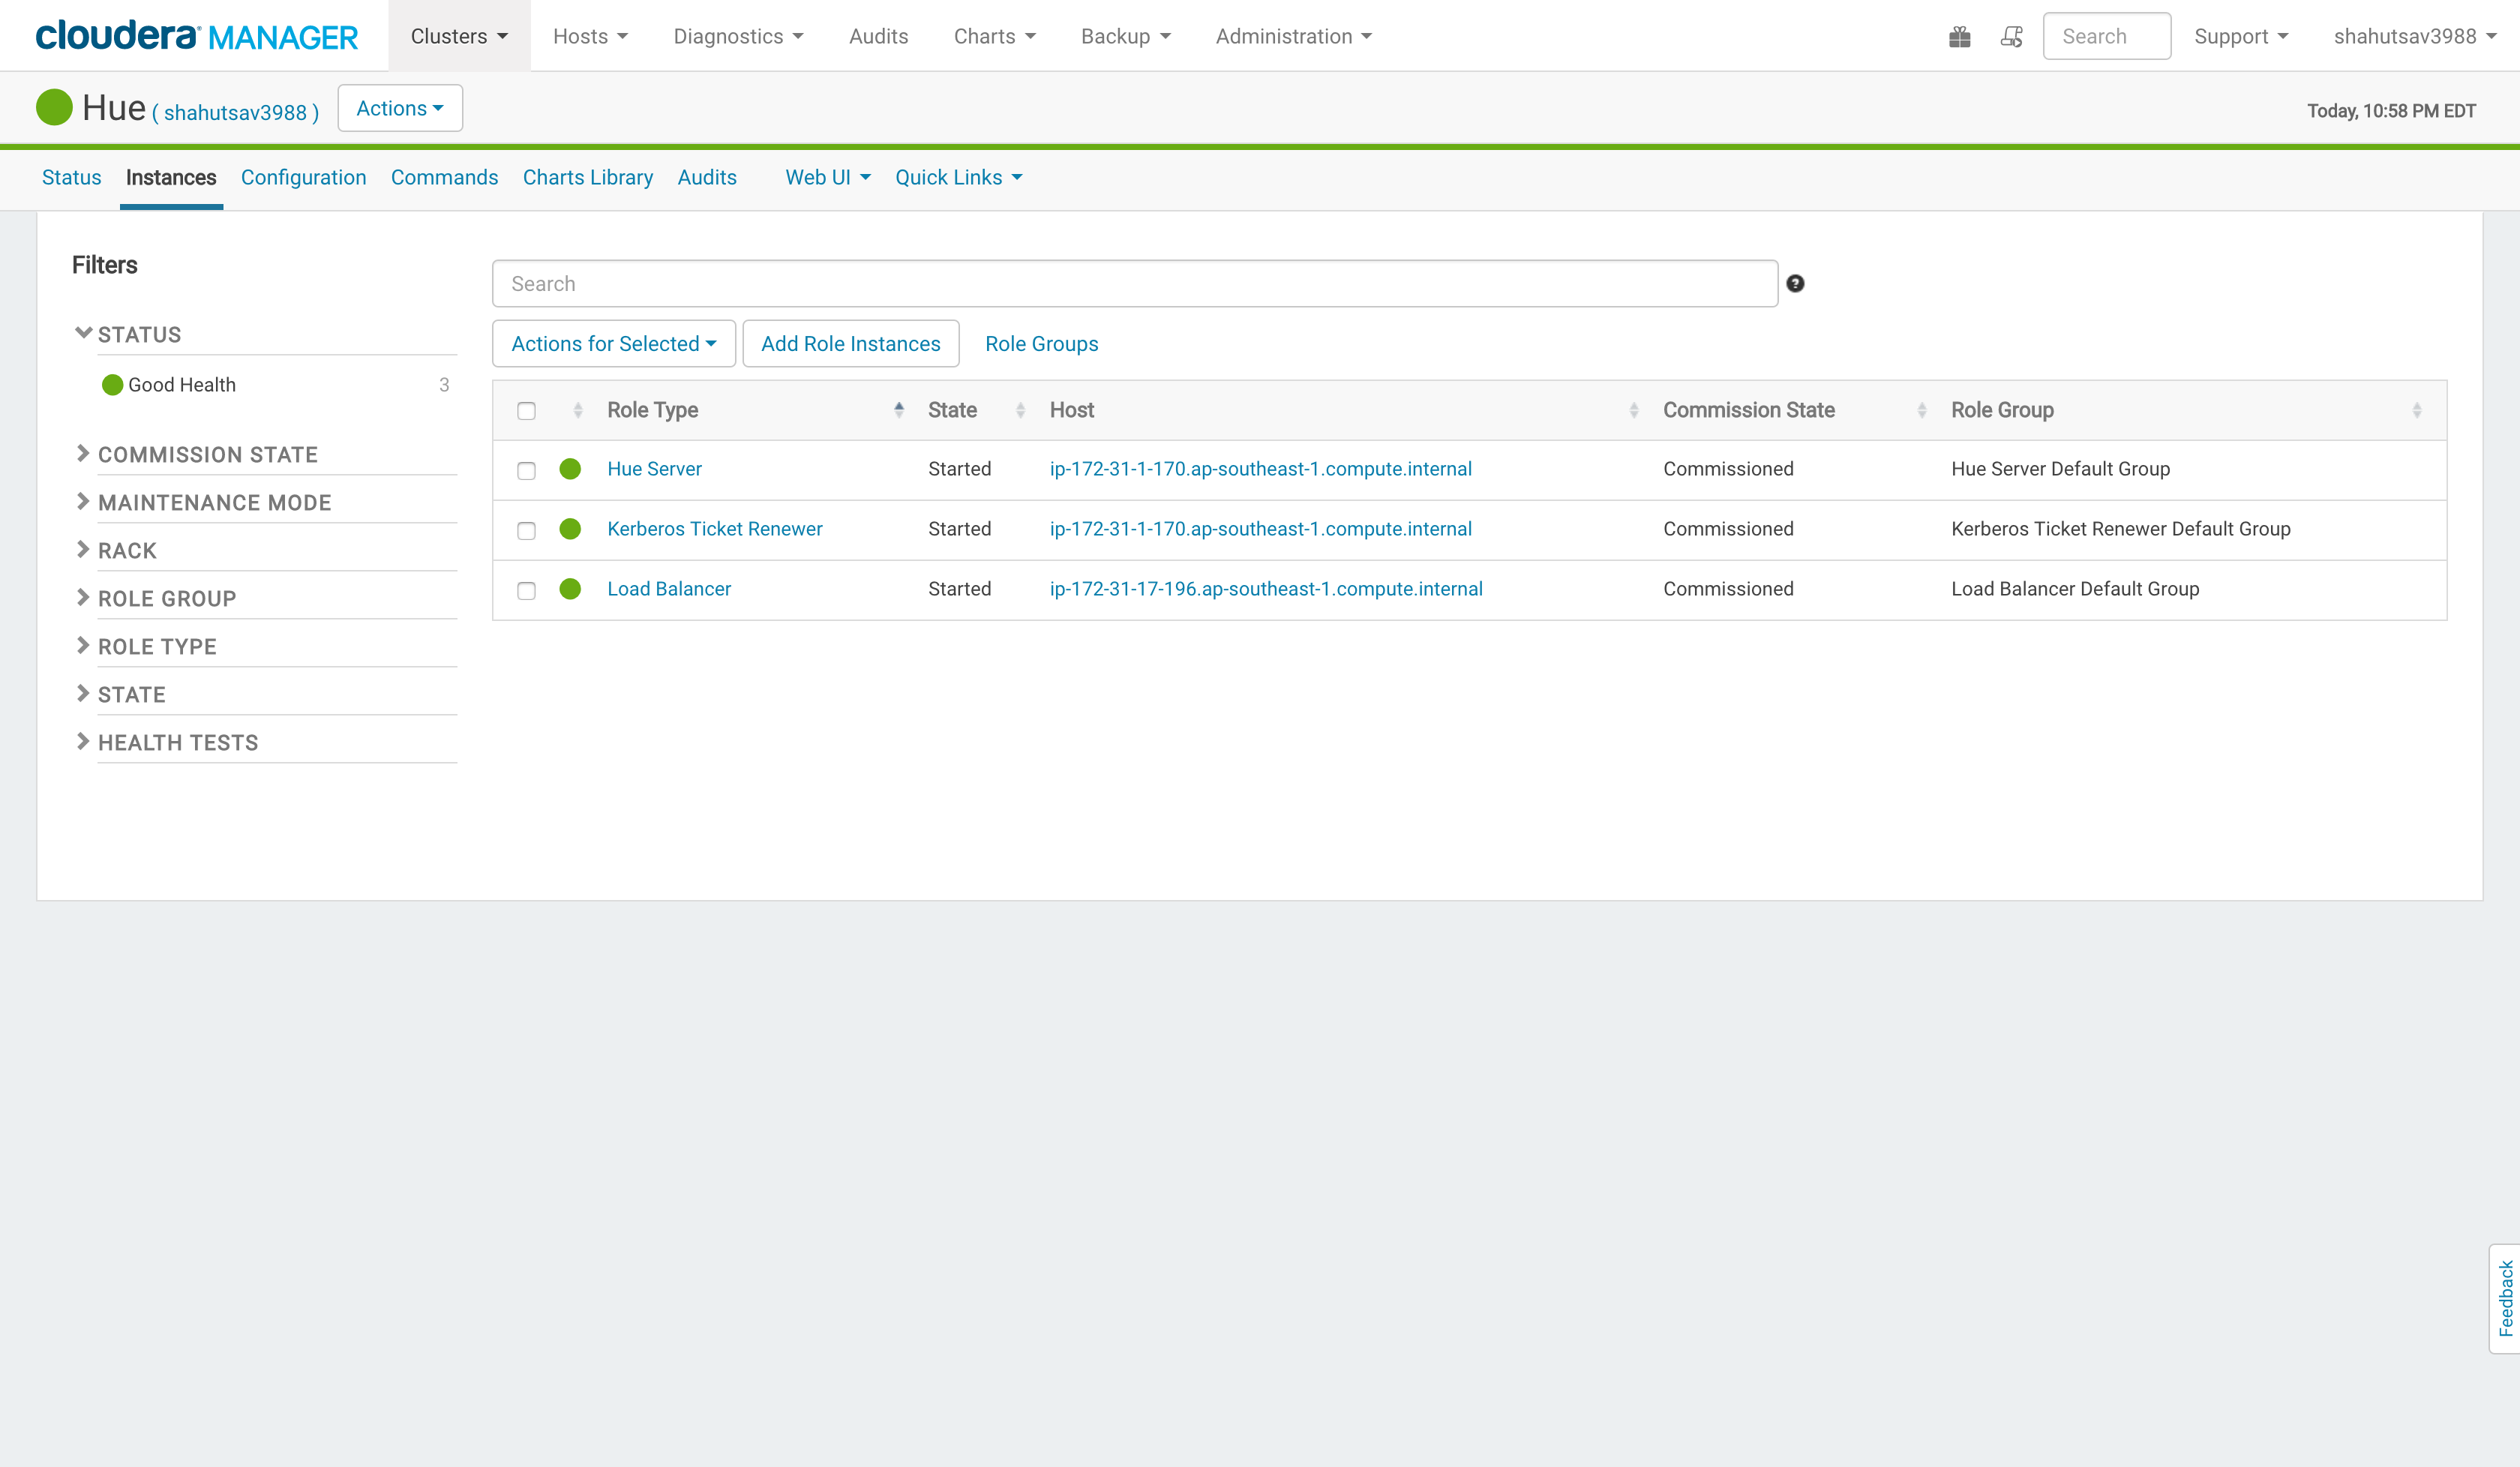 cloudera MANAGER Clusters Hosts Diagnostics Audits Charts Backup Administration Search Support shahutsav3988
Hue ( shahutsav3988 ) Actions Today, 10:58 PM EDT
Status Instances Configuration Commands Charts Library Audits Web UI Quick Links
Filters
STATUS
Good Health 3
COMMISSION STATE
MAINTENANCE MODE
RACK
ROLE GROUP
ROLE TYPE
STATE
HEALTH TESTS
Search ?
Actions for Selected Add Role Instances Role Groups
Role Type State Host Commission State Role Group
Hue Server Started ip-172-31-1-170.ap-southeast-1.compute.internal Commissioned Hue Server Default Group
Kerberos Ticket Renewer Started ip-172-31-1-170.ap-southeast-1.compute.internal Commissioned Kerberos Ticket Renewer Default Group
Load Balancer Started ip-172-31-17-196.ap-southeast-1.compute.internal Commissioned Load Balancer Default Group
Feedback